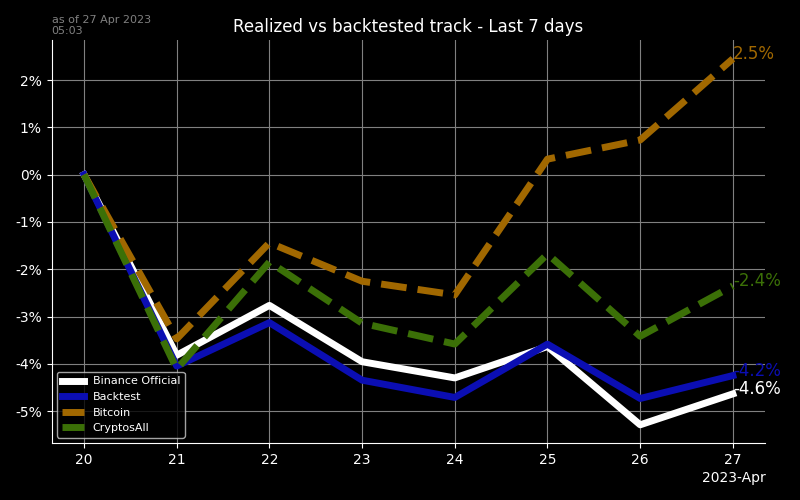 as of 27 Apr 2023
05:03
Realized vs backtested track - Last 7 days
2%
1%
0%
-1%
-2%
-3%
-4%
-5%
2.5%
-2.4%
-4.2%
-4.6%
Binance Official
Backtest
Bitcoin
CryptosAll
20 21 22 23 24 25 26 27
2023-Apr